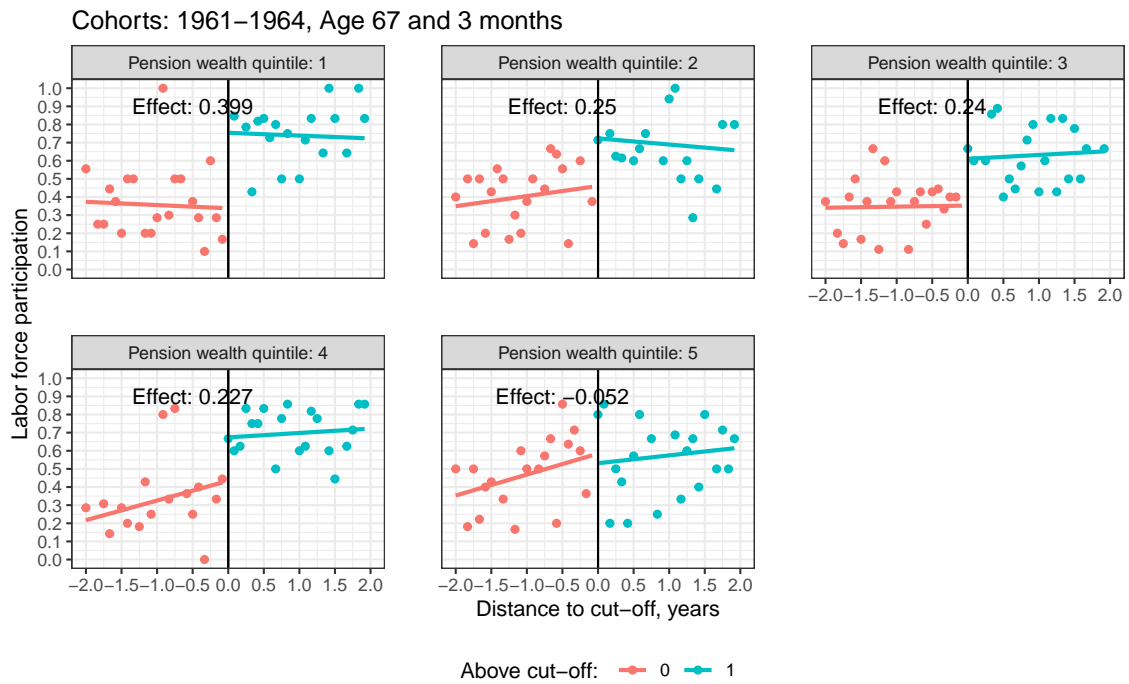 Cohorts: 1961−1964, Age 67 and 3 months
Pension wealth quintile: 1
Pension wealth quintile: 2
Pension wealth quintile: 3
Effect: 0.399
Effect: 0.25
Effect: 0.24
1.0
0.9
0.8
0.7
0.6
0.5
0.4
0.3
0.2
0.1
0.0
−2.0 −1.5 −1.0 −0.5 0.0 0.5 1.0 1.5 2.0
Labor force participation
Pension wealth quintile: 4
Pension wealth quintile: 5
Effect: 0.227
Effect: −0.052
1.0
0.9
0.8
0.7
0.6
0.5
0.4
0.3
0.2
0.1
0.0
−2.0 −1.5 −1.0 −0.5 0.0 0.5 1.0 1.5 2.0
−2.0 −1.5 −1.0 −0.5 0.0 0.5 1.0 1.5 2.0
Distance to cut−off, years
Above cut−off: 0 1